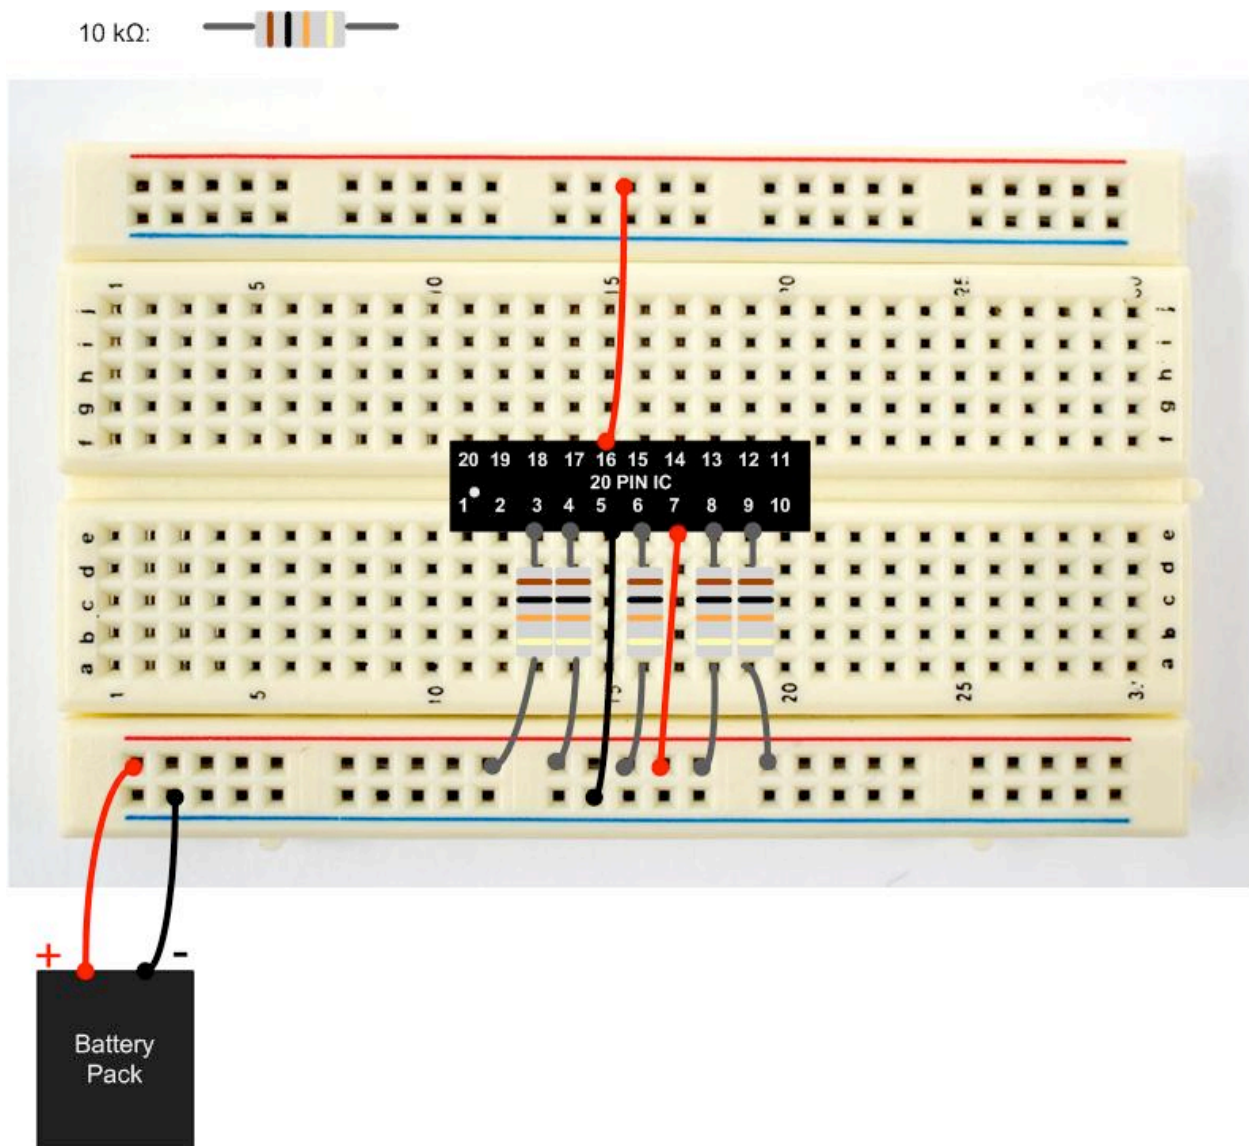 10 kΩ:
1 5 10 15 20 25 30
j j
i i
h h
g g
f f
20 19 18 17 16 15 14 13 12 11
20 PIN IC
1 2 3 4 5 6 7 8 9 10
e e
d d
c c
b b
a a
1 5 10 15 20 25
+ -
Battery
Pack